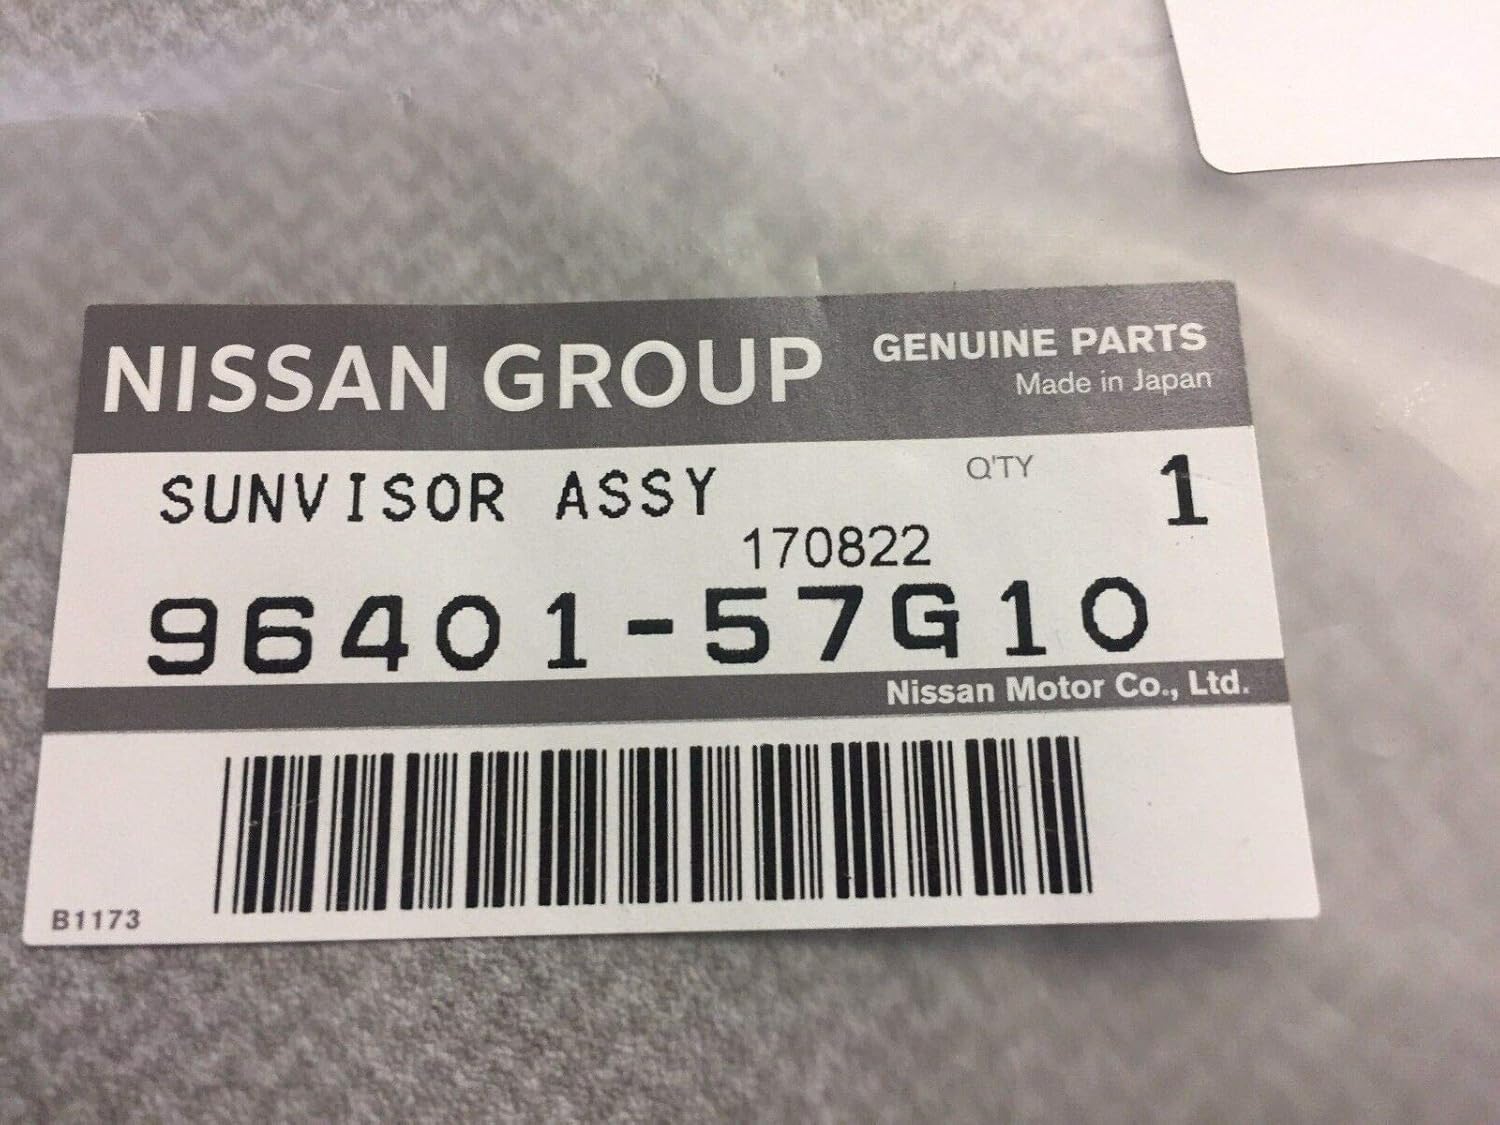 NISSAN GROUP
GENUINE PARTS
Made in Japan
SUNVISOR ASSY
Q'TY 1
170822
96401-57G10
Nissan Motor Co., Ltd.
B1173